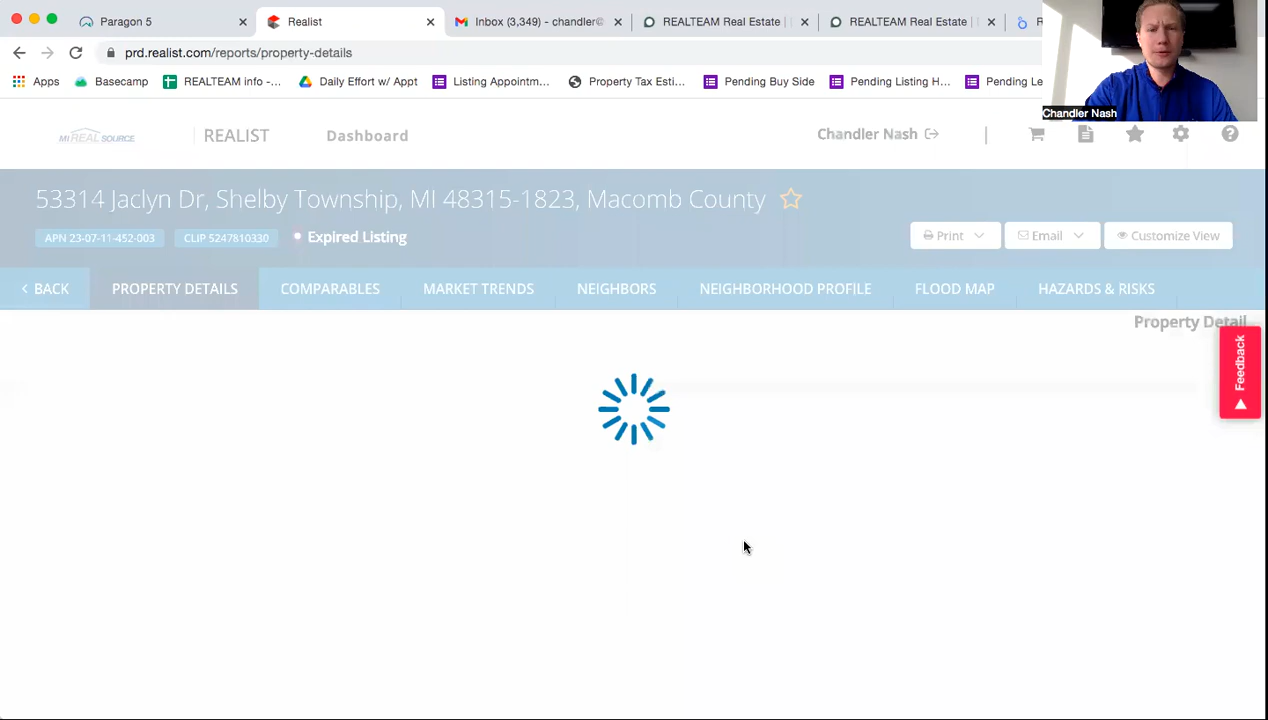 Paragon 5
Realist
Inbox (3,349) - chandler@
REALTEAM Real Estate |
REALTEAM Real Estate |
R
prd.realist.com/reports/property-details
Apps
Basecamp
REALTEAM info -...
Daily Effort w/ Appt
Listing Appointm...
Property Tax Esti...
Pending Buy Side
Pending Listing H...
Pending Le
Chandler Nash
MI REAL SOURCE
REALIST
Dashboard
Chandler Nash
53314 Jaclyn Dr, Shelby Township, MI 48315-1823, Macomb County
APN 23-07-11-452-003
CLIP 5247810330
Expired Listing
Print
Email
Customize View
BACK
PROPERTY DETAILS
COMPARABLES
MARKET TRENDS
NEIGHBORS
NEIGHBORHOOD PROFILE
FLOOD MAP
HAZARDS & RISKS
Property Detail
Feedback